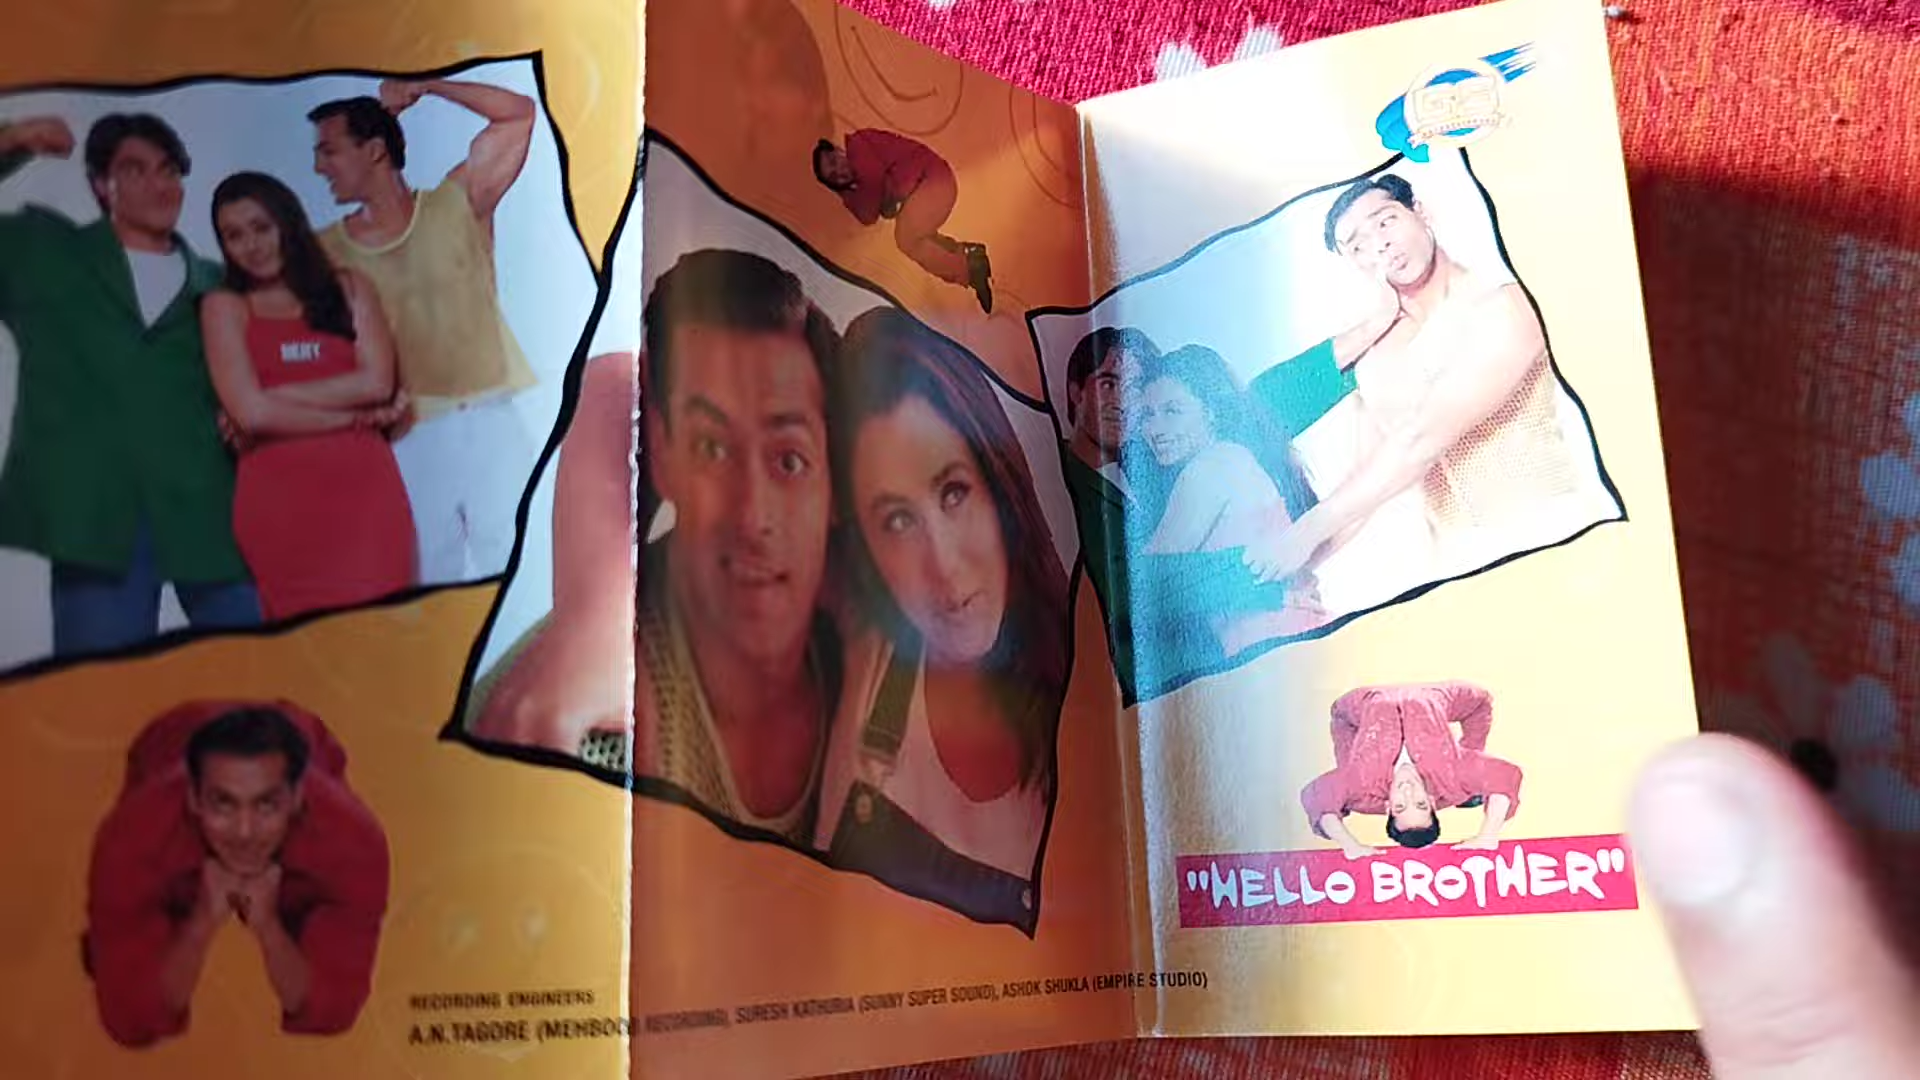 "HELLO BROTHER"
RECORDING ENGINEERS
A.N.TAGORE (MEHBOOB RECORDING), SURESH KATHURIA (SUNNY SUPER SOUND), ASHOK SHUKLA (EMPIRE STUDIO)